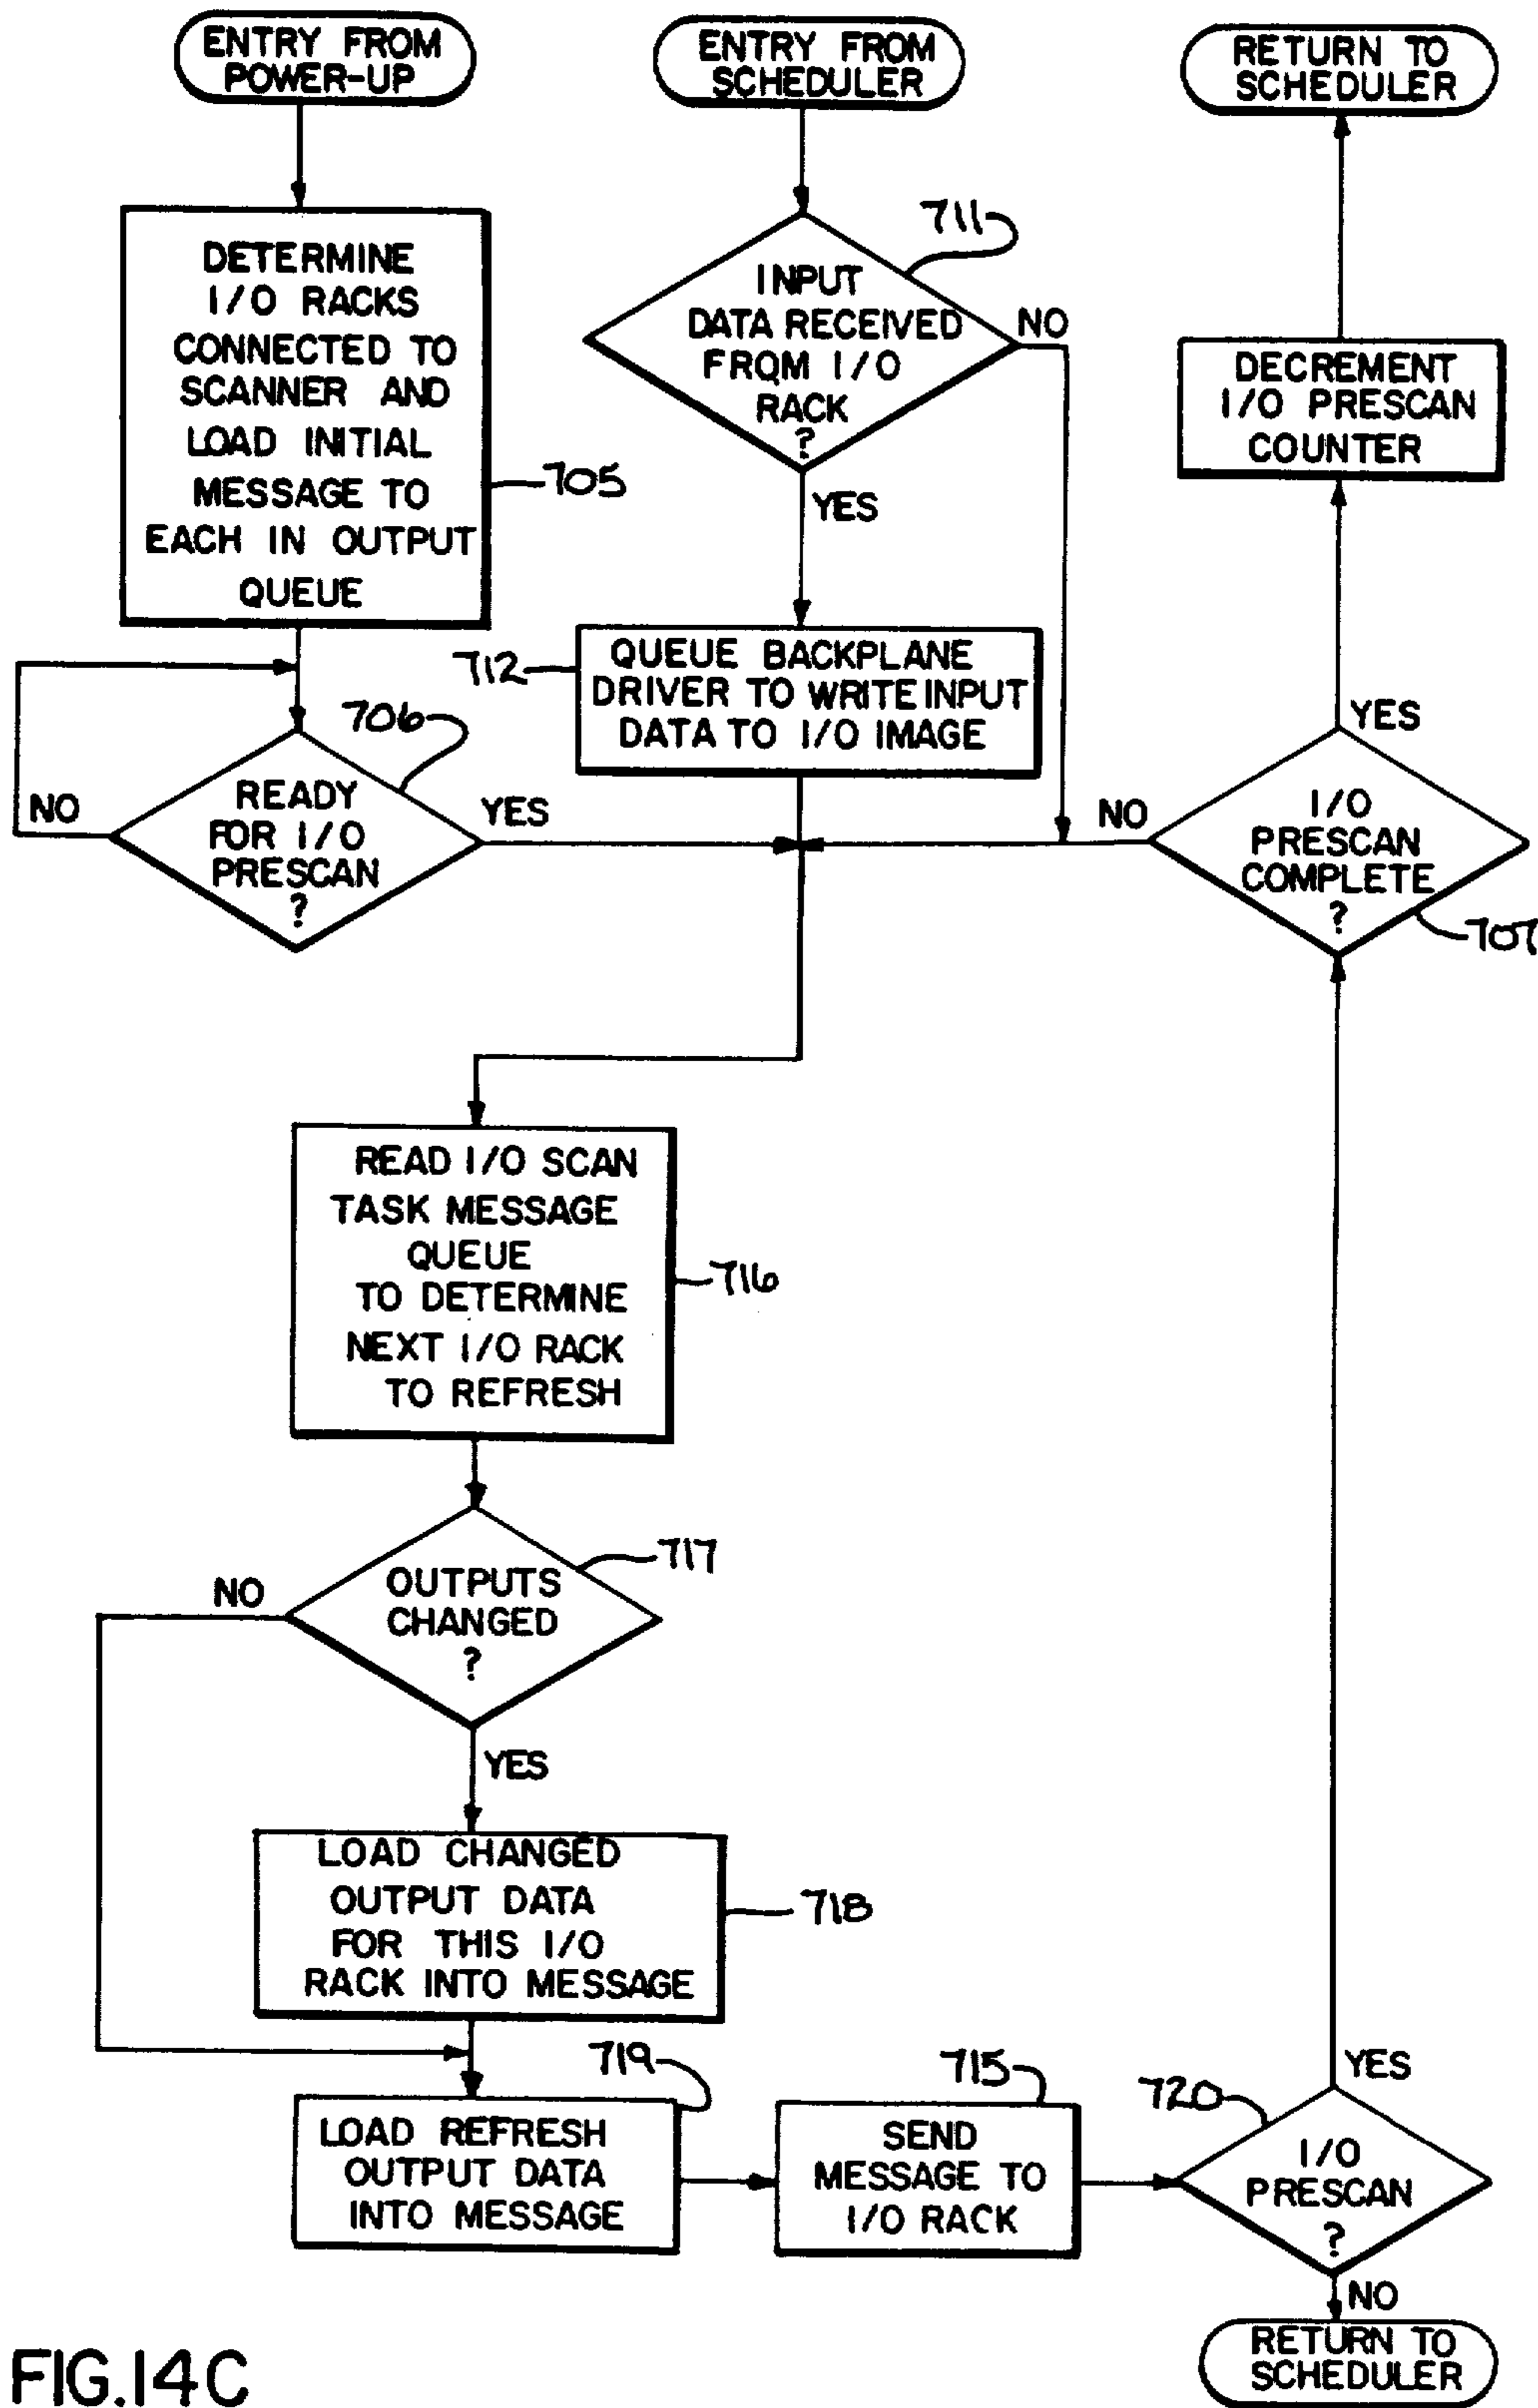 ENTRY FROM
POWER-UP
DETERMINE
I/O RACKS
CONNECTED TO
SCANNER AND
LOAD INITIAL
MESSAGE TO
EACH IN OUTPUT
QUEUE
705
706
READY
FOR I/O
PRESCAN
?
NO
YES
ENTRY FROM
SCHEDULER
711
INPUT
DATA RECEIVED
FROM I/O
RACK
?
NO
YES
712
QUEUE BACKPLANE
DRIVER TO WRITE INPUT
DATA TO I/O IMAGE
RETURN TO
SCHEDULER
DECREMENT
I/O PRESCAN
COUNTER
YES
NO
I/O
PRESCAN
COMPLETE
?
707
READ I/O SCAN
TASK MESSAGE
QUEUE
TO DETERMINE
NEXT I/O RACK
TO REFRESH
716
717
OUTPUTS
CHANGED
?
NO
YES
LOAD CHANGED
OUTPUT DATA
FOR THIS I/O
RACK INTO MESSAGE
718
719
LOAD REFRESH
OUTPUT DATA
INTO MESSAGE
715
SEND
MESSAGE TO
I/O RACK
720
YES
I/O
PRESCAN
?
NO
RETURN TO
SCHEDULER
FIG.14C